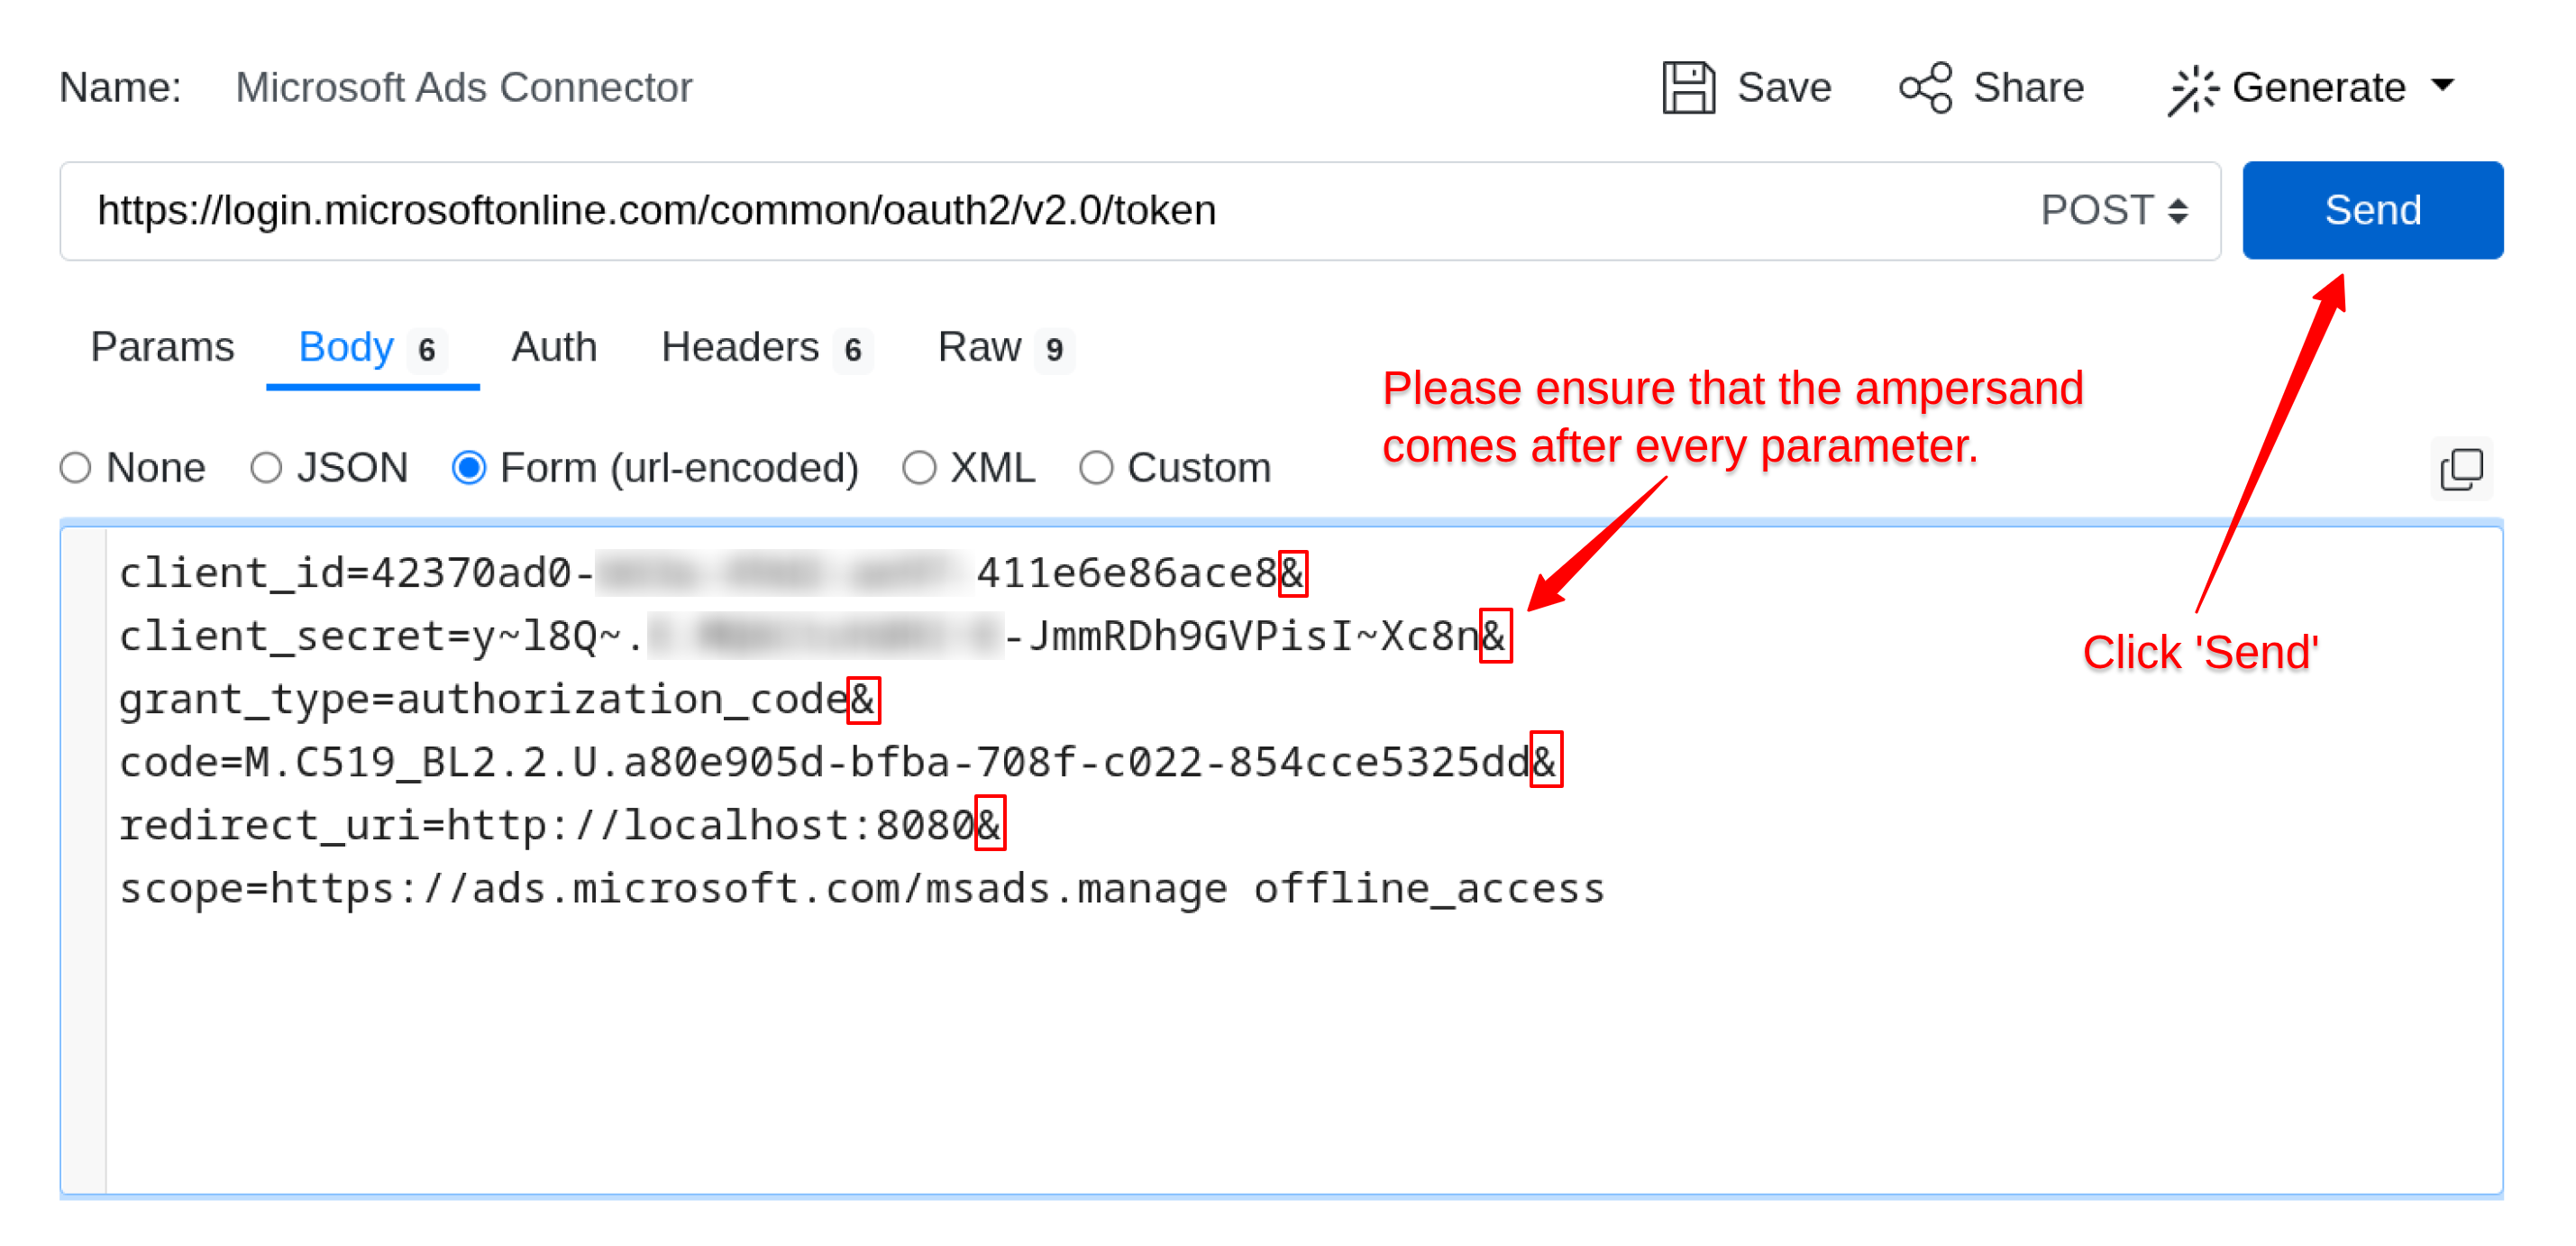 Name: Microsoft Ads Connector Save Share Generate
https://login.microsoftonline.com/common/oauth2/v2.0/token POST Send
Params Body 6 Auth Headers 6 Raw 9
Please ensure that the ampersand
comes after every parameter.
None JSON Form (url-encoded) XML Custom
client_id=42370ad0- 411e6e86ace8&
client_secret=y~l8Q~. -JmmRDh9GVPisI~Xc8n&
Click 'Send'
grant_type=authorization_code&
code=M.C519_BL2.2.U.a80e905d-bfba-708f-c022-854cce5325dd&
redirect_uri=http://localhost:8080&
scope=https://ads.microsoft.com/msads.manage offline_access